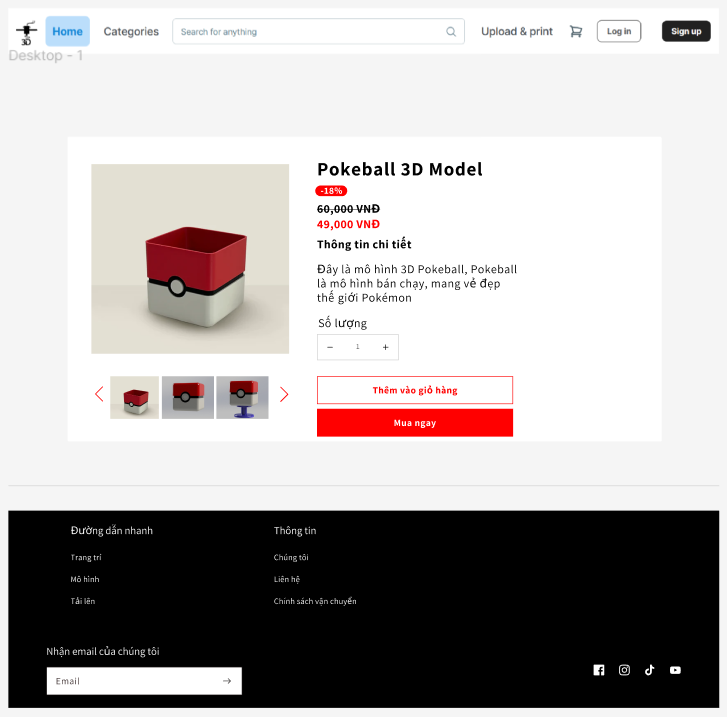 3D
Home
Categories
Search for anything
Upload & print
Log in
Sign up
Desktop - 1
Pokeball 3D Model
-18%
60,000 VNĐ
49,000 VNĐ
Thông tin chi tiết
Đây là mô hình 3D Pokeball, Pokeball
là mô hình bán chạy, mang vẻ đẹp
thế giới Pokémon
Số lượng
− 1 +
Thêm vào giỏ hàng
Mua ngay
Đường dẫn nhanh
Thông tin
Trang trí
Chúng tôi
Mô hình
Liên hệ
Tải lên
Chính sách vận chuyển
Nhận email của chúng tôi
Email